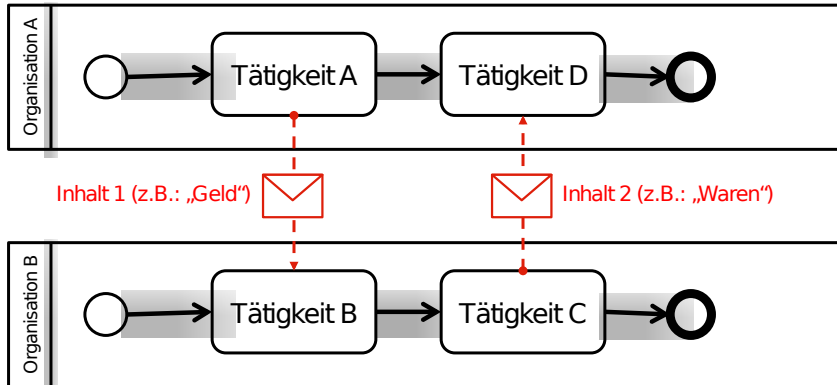 Organisation A
Tätigkeit A
Tätigkeit D
Inhalt 1 (z.B.: „Geld“)
Inhalt 2 (z.B.: „Waren”)
Organisation B
Tätigkeit B
Tätigkeit C